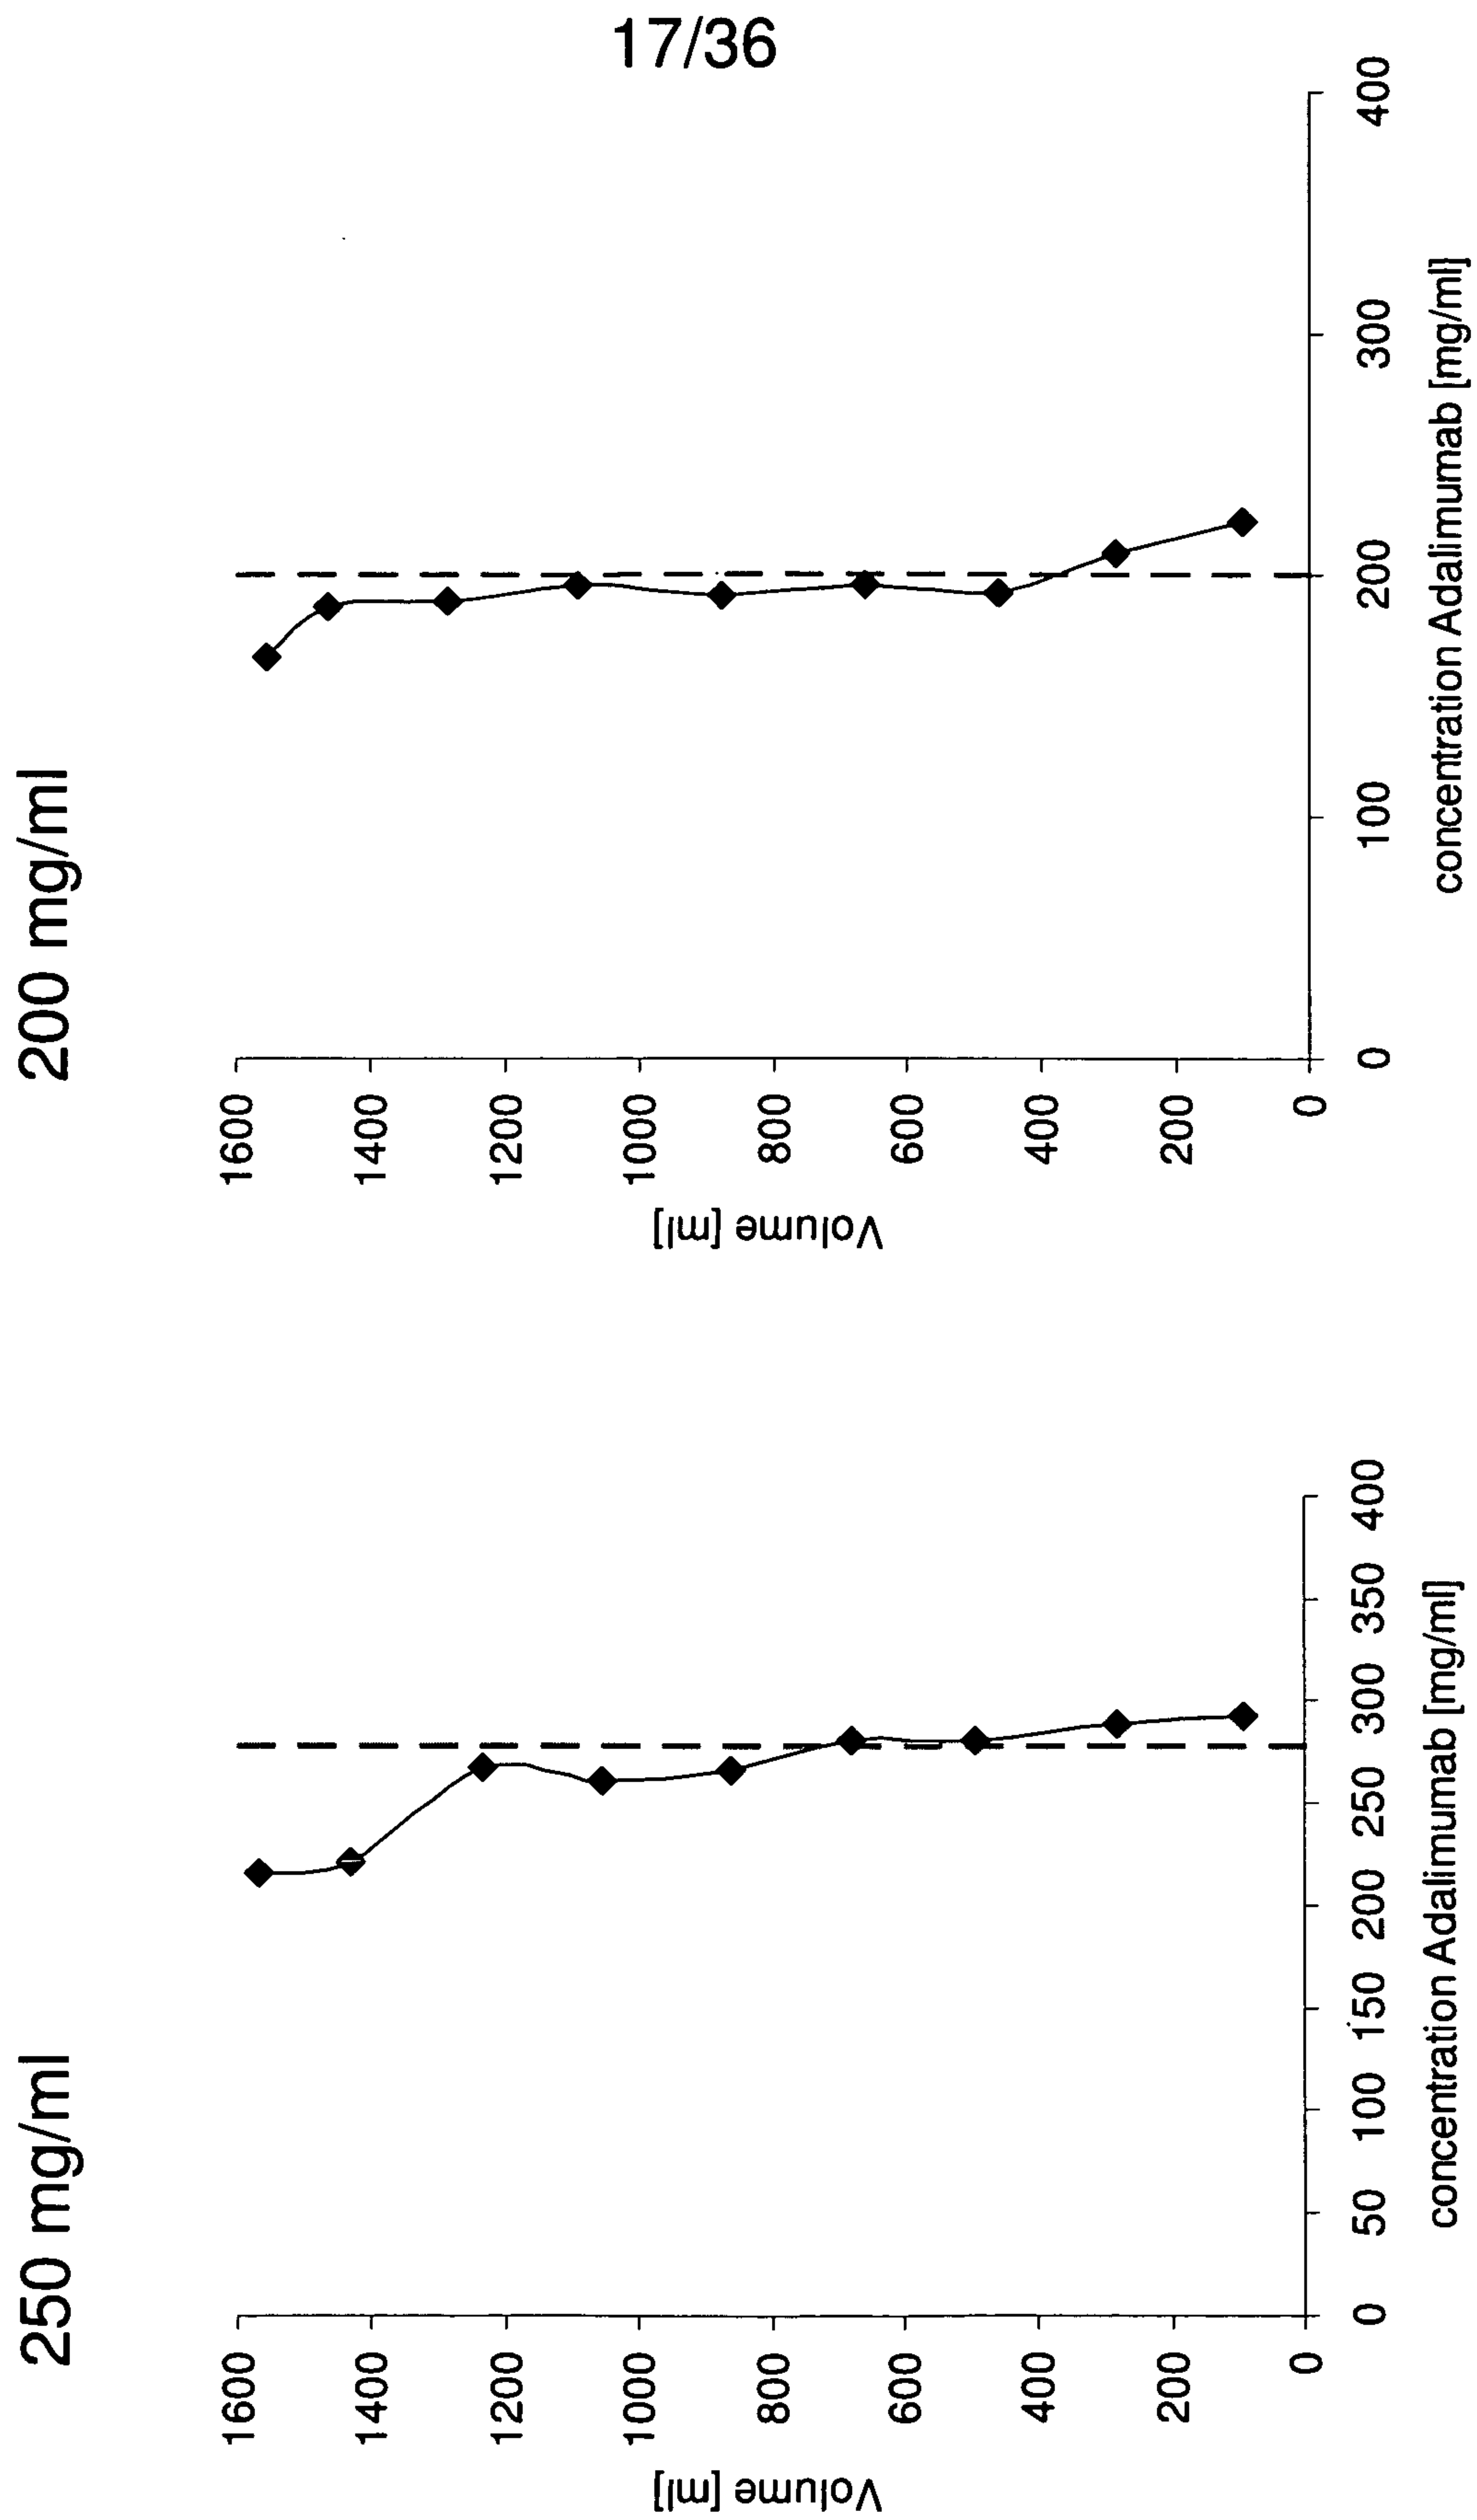 17/36
250 mg/ml
Volume [ml]
1600
1400
1200
1000
800
600
400
200
0
0 50 100 150 200 250 300 350 400
concentration Adalimumab [mg/ml]
200 mg/ml
Volume [ml]
1600
1400
1200
1000
800
600
400
200
0
0 100 200 300 400
concentration Adalimumab [mg/ml]